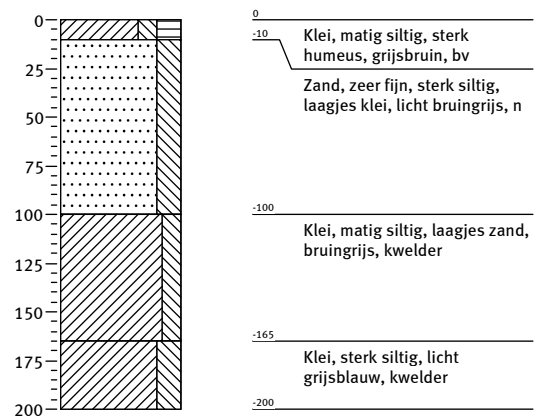 0
25
50
75
100
125
150
175
200
0
Klei, matig siltig, sterk
humeus, grijsbruin, bv
-10
Zand, zeer fijn, sterk siltig,
laagjes klei, licht bruingrijs, n
-100
Klei, matig siltig, laagjes zand,
bruingrijs, kwelder
-165
Klei, sterk siltig, licht
grijsblauw, kwelder
-200